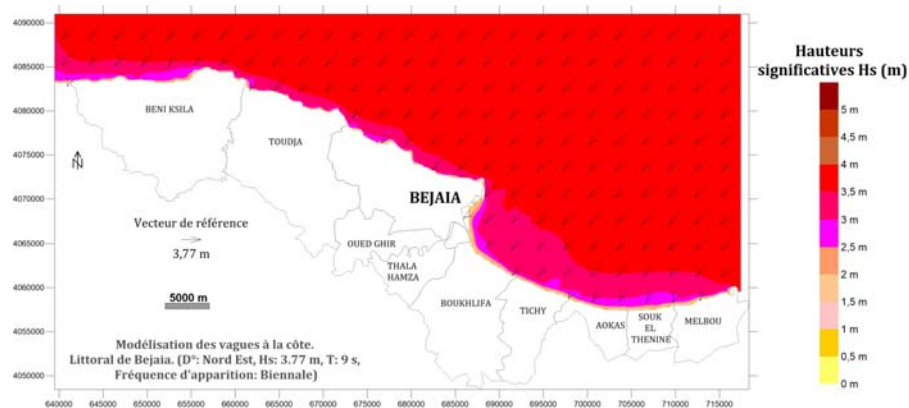 4090000
4085000
4080000
4075000
4070000
4065000
4060000
4055000
4050000
640000 645000 650000 655000 660000 665000 670000 675000 680000 685000 690000 695000 700000 705000 710000 715000
BENI KSILA
TOUDJA
BEJAIA
OUED GHIR
THALA
HAMZA
BOUKHLIFA
TICHY
AOKAS
SOUK
EL
THENINE
MELBOU
N
Vecteur de référence
3,77 m
5000 m
Modélisation des vagues à la côte.
Littoral de Bejaia. (D°: Nord Est, Hs: 3.77 m, T: 9 s,
Fréquence d'apparition: Biennale)
Hauteurs
significatives Hs (m)
5 m
4,5 m
4 m
3,5 m
3 m
2,5 m
2 m
1,5 m
1 m
0,5 m
0 m